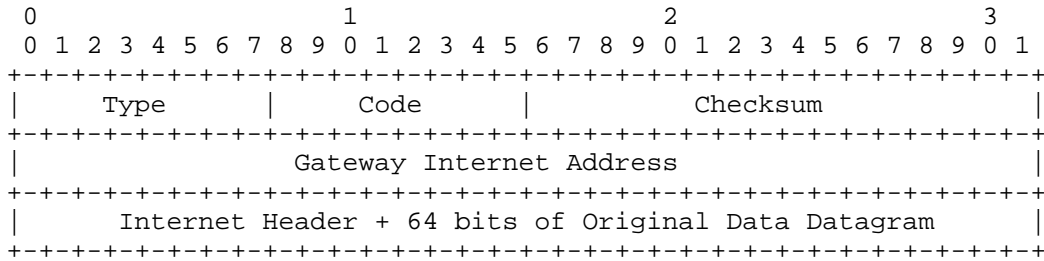 0                   1                   2                   3
 0 1 2 3 4 5 6 7 8 9 0 1 2 3 4 5 6 7 8 9 0 1 2 3 4 5 6 7 8 9 0 1
+-+-+-+-+-+-+-+-+-+-+-+-+-+-+-+-+-+-+-+-+-+-+-+-+-+-+-+-+-+-+-+-+
|     Type      |     Code      |          Checksum             |
+-+-+-+-+-+-+-+-+-+-+-+-+-+-+-+-+-+-+-+-+-+-+-+-+-+-+-+-+-+-+-+-+
|                 Gateway Internet Address                      |
+-+-+-+-+-+-+-+-+-+-+-+-+-+-+-+-+-+-+-+-+-+-+-+-+-+-+-+-+-+-+-+-+
|      Internet Header + 64 bits of Original Data Datagram      |
+-+-+-+-+-+-+-+-+-+-+-+-+-+-+-+-+-+-+-+-+-+-+-+-+-+-+-+-+-+-+-+-+